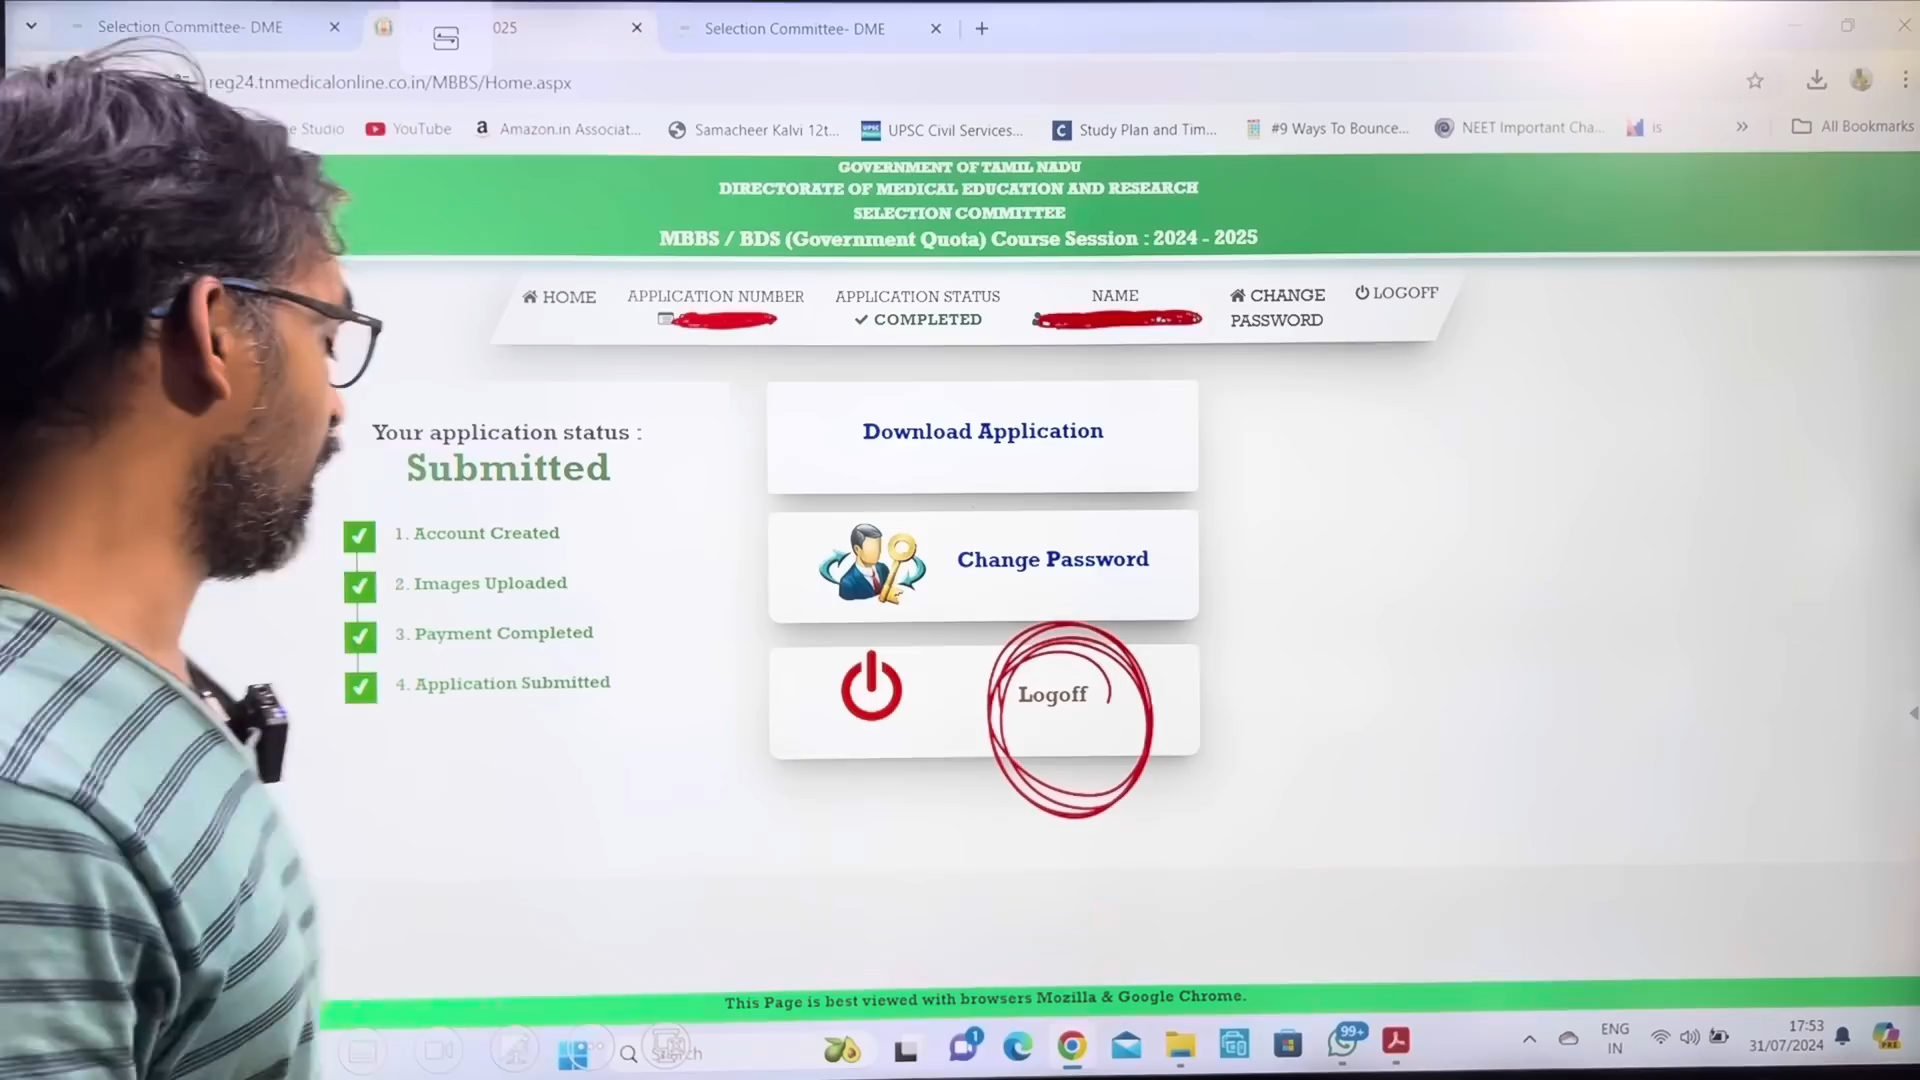 Selection Committee- DME
025
Selection Committee- DME
reg24.tnmedicalonline.co.in/MBBS/Home.aspx
e Studio
YouTube
Amazon.in Associat...
Samacheer Kalvi 12t...
UPSC Civil Services...
Study Plan and Tim...
#9 Ways To Bounce...
NEET Important Cha...
is
All Bookmarks
GOVERNMENT OF TAMIL NADU
DIRECTORATE OF MEDICAL EDUCATION AND RESEARCH
SELECTION COMMITTEE
MBBS / BDS (Government Quota) Course Session : 2024 - 2025
HOME
APPLICATION NUMBER
APPLICATION STATUS
COMPLETED
NAME
CHANGE
PASSWORD
LOGOFF
Your application status :
Submitted
1. Account Created
2. Images Uploaded
3. Payment Completed
4. Application Submitted
Download Application
Change Password
Logoff
This Page is best viewed with browsers Mozilla & Google Chrome.
Search
1
99+
ENG
IN
17:53
31/07/2024
PRE